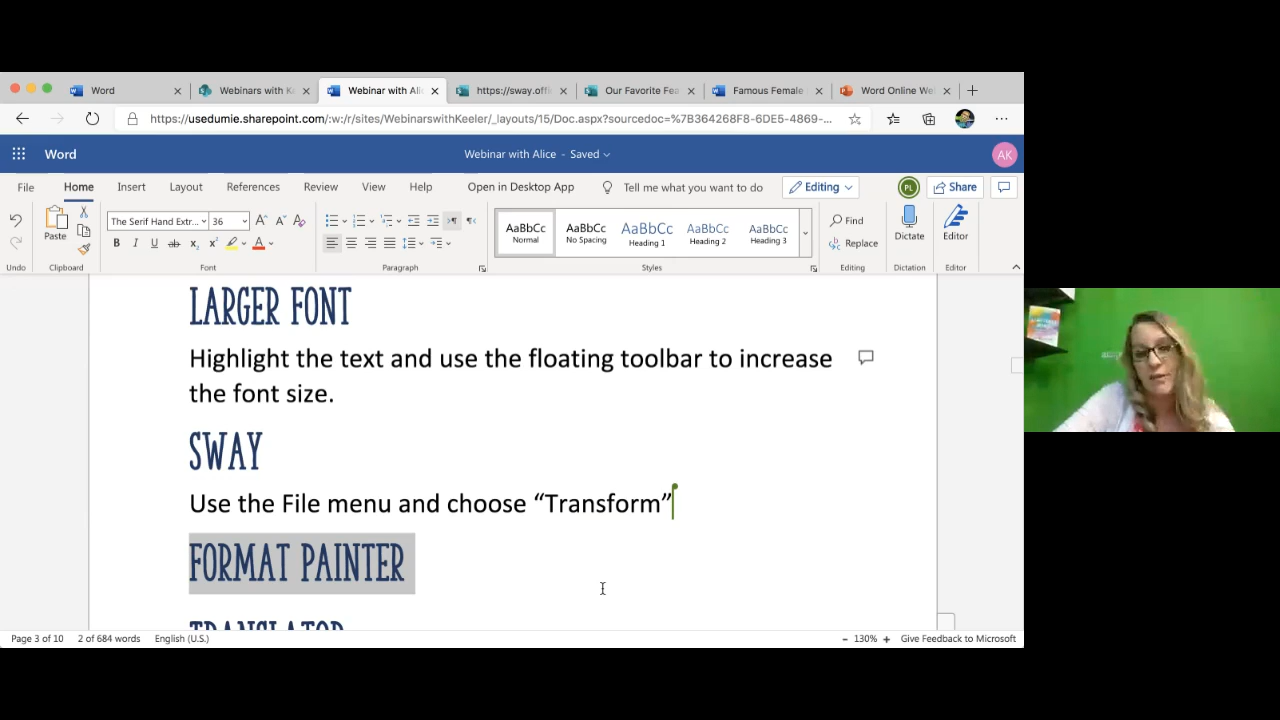 Word
Webinars with K
Webinar with Alic
https://sway.offi
Our Favorite Fea
Famous Female
Word Online We
https://usedumie.sharepoint.com/:w:/r/sites/WebinarswithKeeler/_layouts/15/Doc.aspx?sourcedoc=%7B364268F8-6DE5-4869-...
Word
Webinar with Alice - Saved
AK
File Home Insert Layout References Review View Help Open in Desktop App Tell me what you want to do Editing PL Share
Paste
The Serif Hand Extr... 36
AaBbCc AaBbCc AaBbCc AaBbCc AaBbCc
Normal No Spacing Heading 1 Heading 2 Heading 3
Find
Replace
Dictate
Editor
Undo Clipboard Font Paragraph Styles Editing Dictation Editor
LARGER FONT
Highlight the text and use the floating toolbar to increase
the font size.
SWAY
Use the File menu and choose “Transform”
FORMAT PAINTER
TRANSLATOR
Page 3 of 10 2 of 684 words English (U.S.) - 130% + Give Feedback to Microsoft